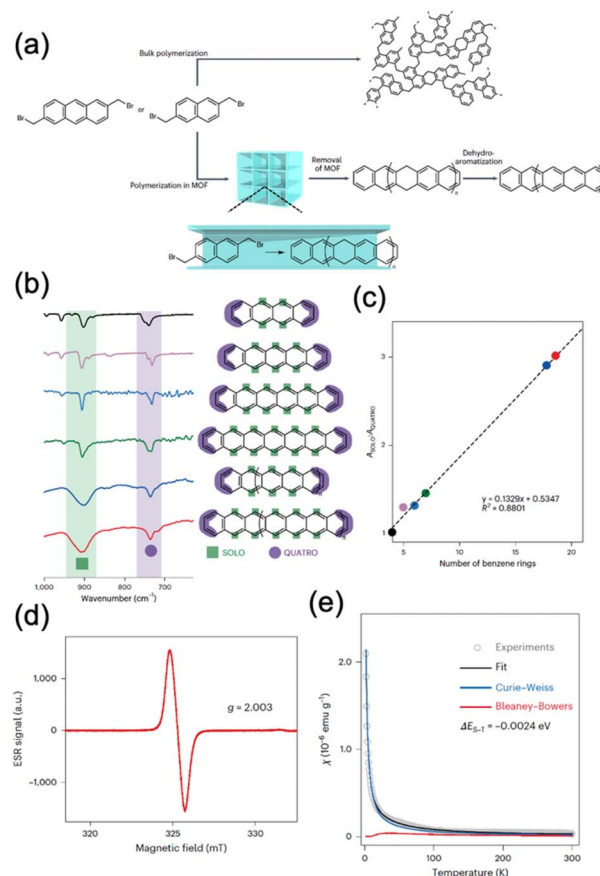 (a)
Bulk polymerization
Br
Br
or
Br
Br
Polymerization in MOF
Removal
of MOF
Dehydro-
aromatization
n
n
Br
Br
n
(b)
SOLO
QUATRO
1,000
900
800
700
Wavenumber (cm⁻¹)
(c)
3
2
1
A_SOLO:A_QUATRO
y = 0.1329x + 0.5347
R² = 0.8801
5
10
15
20
Number of benzene rings
(d)
1,000
0
−1,000
ESR signal (a.u.)
g = 2.003
320
325
330
Magnetic field (mT)
(e)
2.0
1.0
0
χ (10⁻⁶ emu g⁻¹)
Experiments
Fit
Curie–Weiss
Bleaney–Bowers
ΔE_S–T = −0.0024 eV
0
100
200
300
Temperature (K)